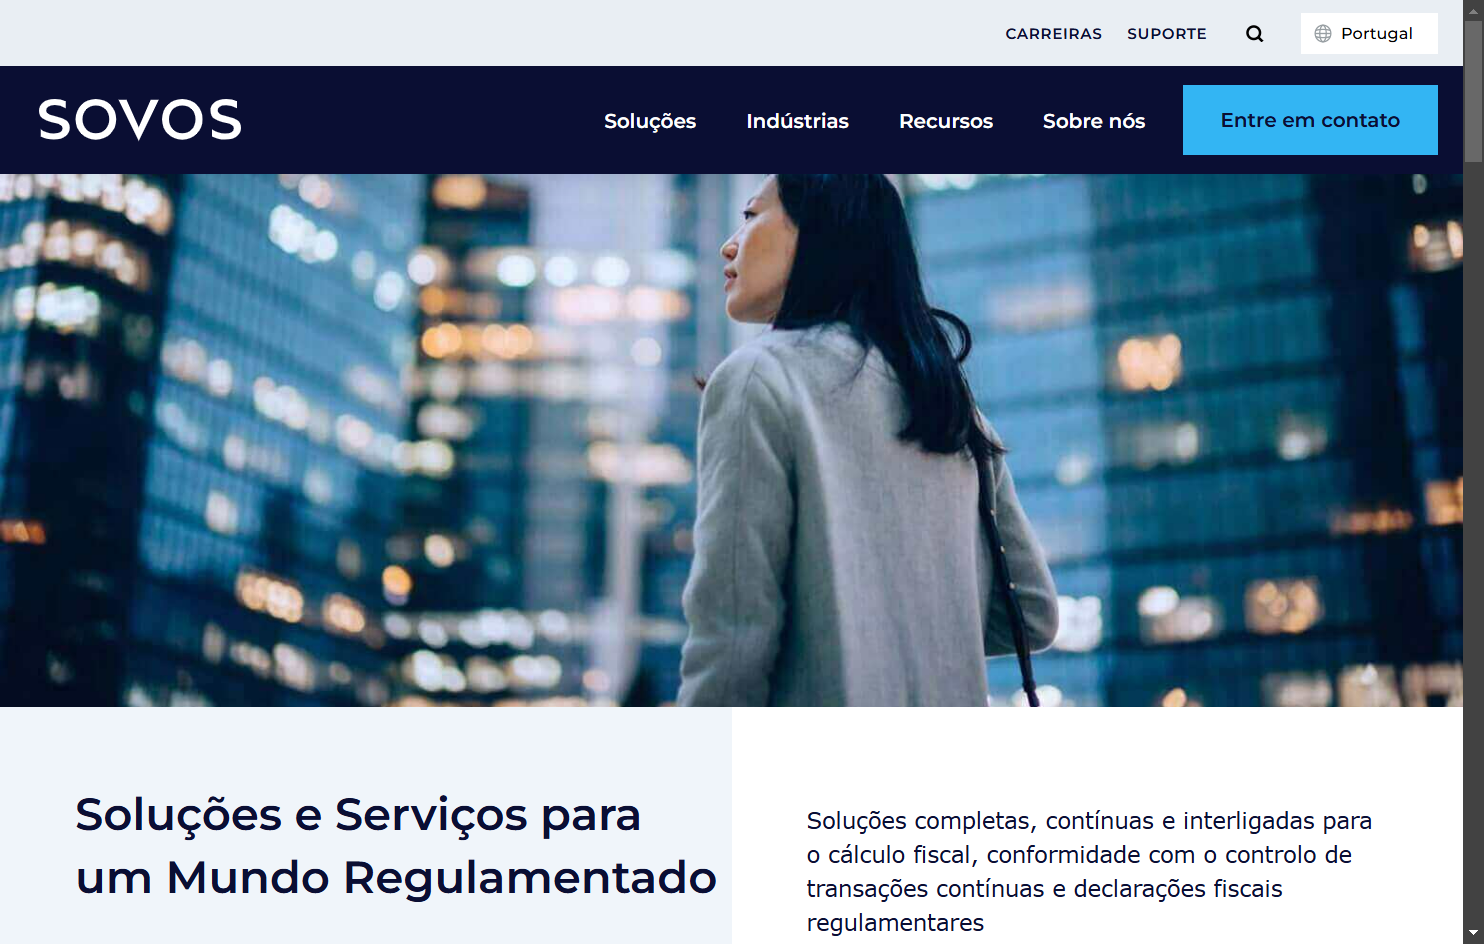 CARREIRAS SUPORTE Portugal
SOVOS Soluções Indústrias Recursos Sobre nós Entre em contato
Soluções e Serviços para
um Mundo Regulamentado
Soluções completas, contínuas e interligadas para
o cálculo fiscal, conformidade com o controlo de
transações contínuas e declarações fiscais
regulamentares